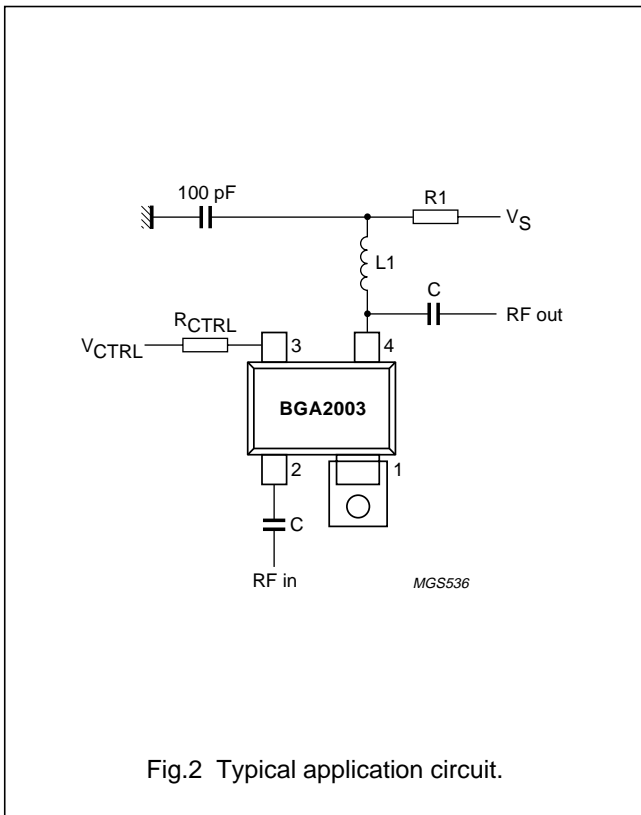 100 pF
R1
V_S
L1
C
RF out
R_CTRL
V_CTRL
3
4
BGA2003
2
1
C
RF in
MGS536
Fig.2 Typical application circuit.